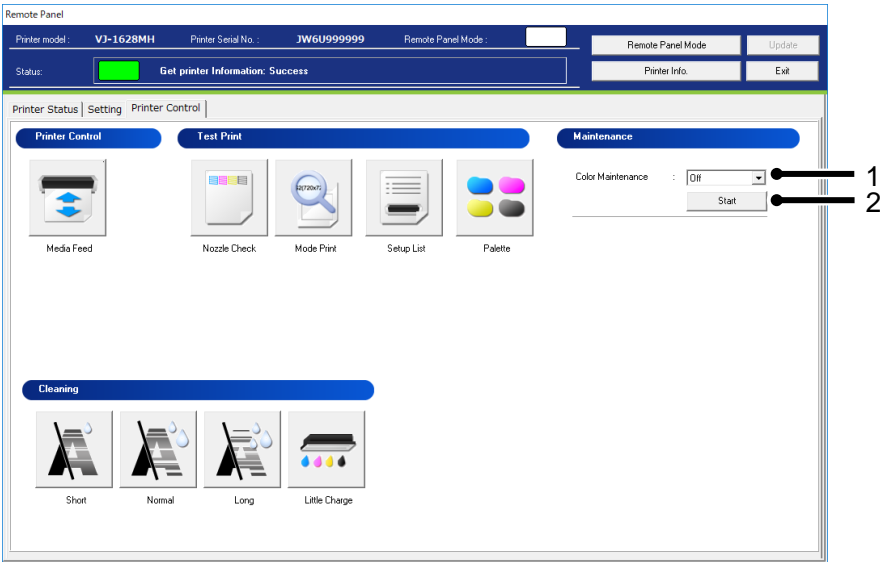 Remote Panel
Printer model : VJ-1628MH Printer Serial No. : JW6U999999 Remote Panel Mode :
Remote Panel Mode Update
Status: Get printer Information: Success
Printer Info. Exit
Printer Status Setting Printer Control
Printer Control Test Print Maintenance
Color Maintenance : Off 1
Start 2
Media Feed Nozzle Check Mode Print Setup List Palette
Cleaning
Short Normal Long Little Charge